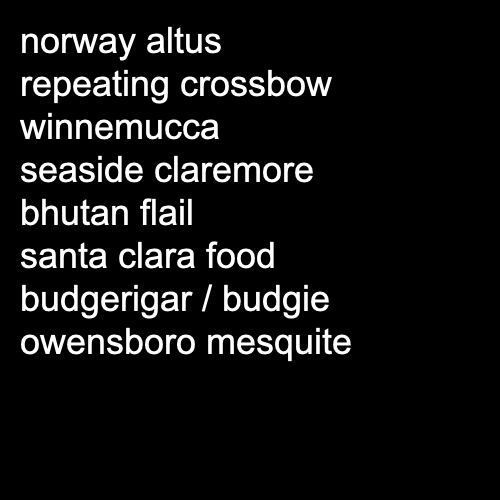 norway altus
repeating crossbow
winnemucca
seaside claremore
bhutan flail
santa clara food
budgerigar / budgie
owensboro mesquite